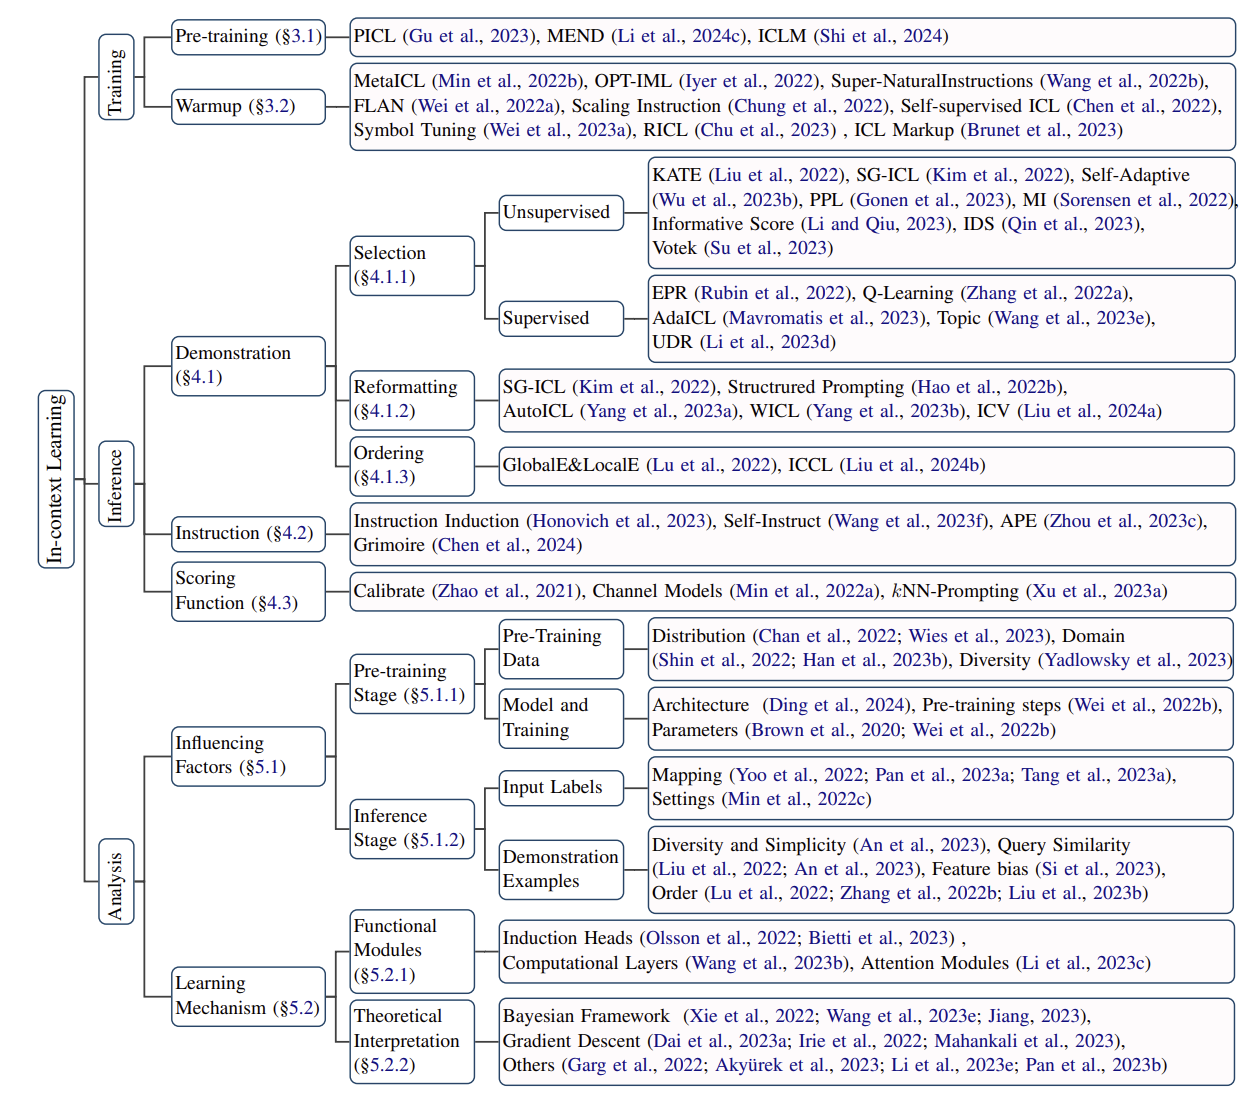 In-context Learning
Training
Pre-training (§3.1)
PICL (Gu et al., 2023), MEND (Li et al., 2024c), ICLM (Shi et al., 2024)
Warmup (§3.2)
MetaICL (Min et al., 2022b), OPT-IML (Iyer et al., 2022), Super-NaturalInstructions (Wang et al., 2022b),
FLAN (Wei et al., 2022a), Scaling Instruction (Chung et al., 2022), Self-supervised ICL (Chen et al., 2022),
Symbol Tuning (Wei et al., 2023a), RICL (Chu et al., 2023) , ICL Markup (Brunet et al., 2023)
Inference
Demonstration
(§4.1)
Selection
(§4.1.1)
Unsupervised
KATE (Liu et al., 2022), SG-ICL (Kim et al., 2022), Self-Adaptive
(Wu et al., 2023b), PPL (Gonen et al., 2023), MI (Sorensen et al., 2022),
Informative Score (Li and Qiu, 2023), IDS (Qin et al., 2023),
Votek (Su et al., 2023)
Supervised
EPR (Rubin et al., 2022), Q-Learning (Zhang et al., 2022a),
AdaICL (Mavromatis et al., 2023), Topic (Wang et al., 2023e),
UDR (Li et al., 2023d)
Reformatting
(§4.1.2)
SG-ICL (Kim et al., 2022), Structrured Prompting (Hao et al., 2022b),
AutoICL (Yang et al., 2023a), WICL (Yang et al., 2023b), ICV (Liu et al., 2024a)
Ordering
(§4.1.3)
GlobalE&LocalE (Lu et al., 2022), ICCL (Liu et al., 2024b)
Instruction (§4.2)
Instruction Induction (Honovich et al., 2023), Self-Instruct (Wang et al., 2023f), APE (Zhou et al., 2023c),
Grimoire (Chen et al., 2024)
Scoring
Function (§4.3)
Calibrate (Zhao et al., 2021), Channel Models (Min et al., 2022a), kNN-Prompting (Xu et al., 2023a)
Analysis
Influencing
Factors (§5.1)
Pre-training
Stage (§5.1.1)
Pre-Training
Data
Distribution (Chan et al., 2022; Wies et al., 2023), Domain
(Shin et al., 2022; Han et al., 2023b), Diversity (Yadlowsky et al., 2023)
Model and
Training
Architecture (Ding et al., 2024), Pre-training steps (Wei et al., 2022b),
Parameters (Brown et al., 2020; Wei et al., 2022b)
Inference
Stage (§5.1.2)
Input Labels
Mapping (Yoo et al., 2022; Pan et al., 2023a; Tang et al., 2023a),
Settings (Min et al., 2022c)
Demonstration
Examples
Diversity and Simplicity (An et al., 2023), Query Similarity
(Liu et al., 2022; An et al., 2023), Feature bias (Si et al., 2023),
Order (Lu et al., 2022; Zhang et al., 2022b; Liu et al., 2023b)
Learning
Mechanism (§5.2)
Functional
Modules
(§5.2.1)
Induction Heads (Olsson et al., 2022; Bietti et al., 2023) ,
Computational Layers (Wang et al., 2023b), Attention Modules (Li et al., 2023c)
Theoretical
Interpretation
(§5.2.2)
Bayesian Framework (Xie et al., 2022; Wang et al., 2023e; Jiang, 2023),
Gradient Descent (Dai et al., 2023a; Irie et al., 2022; Mahankali et al., 2023),
Others (Garg et al., 2022; Akyürek et al., 2023; Li et al., 2023e; Pan et al., 2023b)